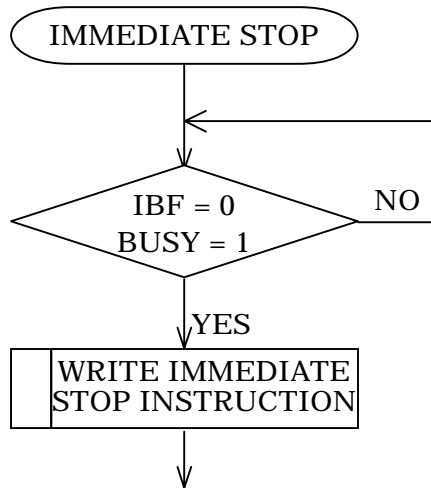 IMMEDIATE STOP
IBF = 0
BUSY = 1
NO
YES
WRITE IMMEDIATE
STOP INSTRUCTION